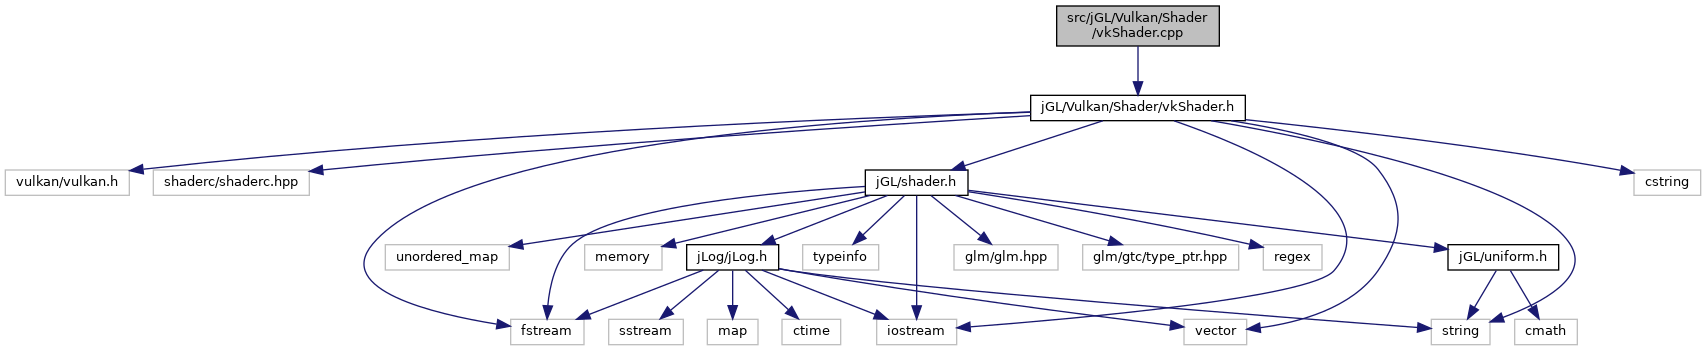 src/jGL/Vulkan/Shader
/vkShader.cpp
jGL/Vulkan/Shader/vkShader.h
vulkan/vulkan.h
shaderc/shaderc.hpp
jGL/shader.h
cstring
unordered_map
memory
jLog/jLog.h
typeinfo
glm/glm.hpp
glm/gtc/type_ptr.hpp
regex
jGL/uniform.h
fstream
sstream
map
ctime
iostream
vector
string
cmath